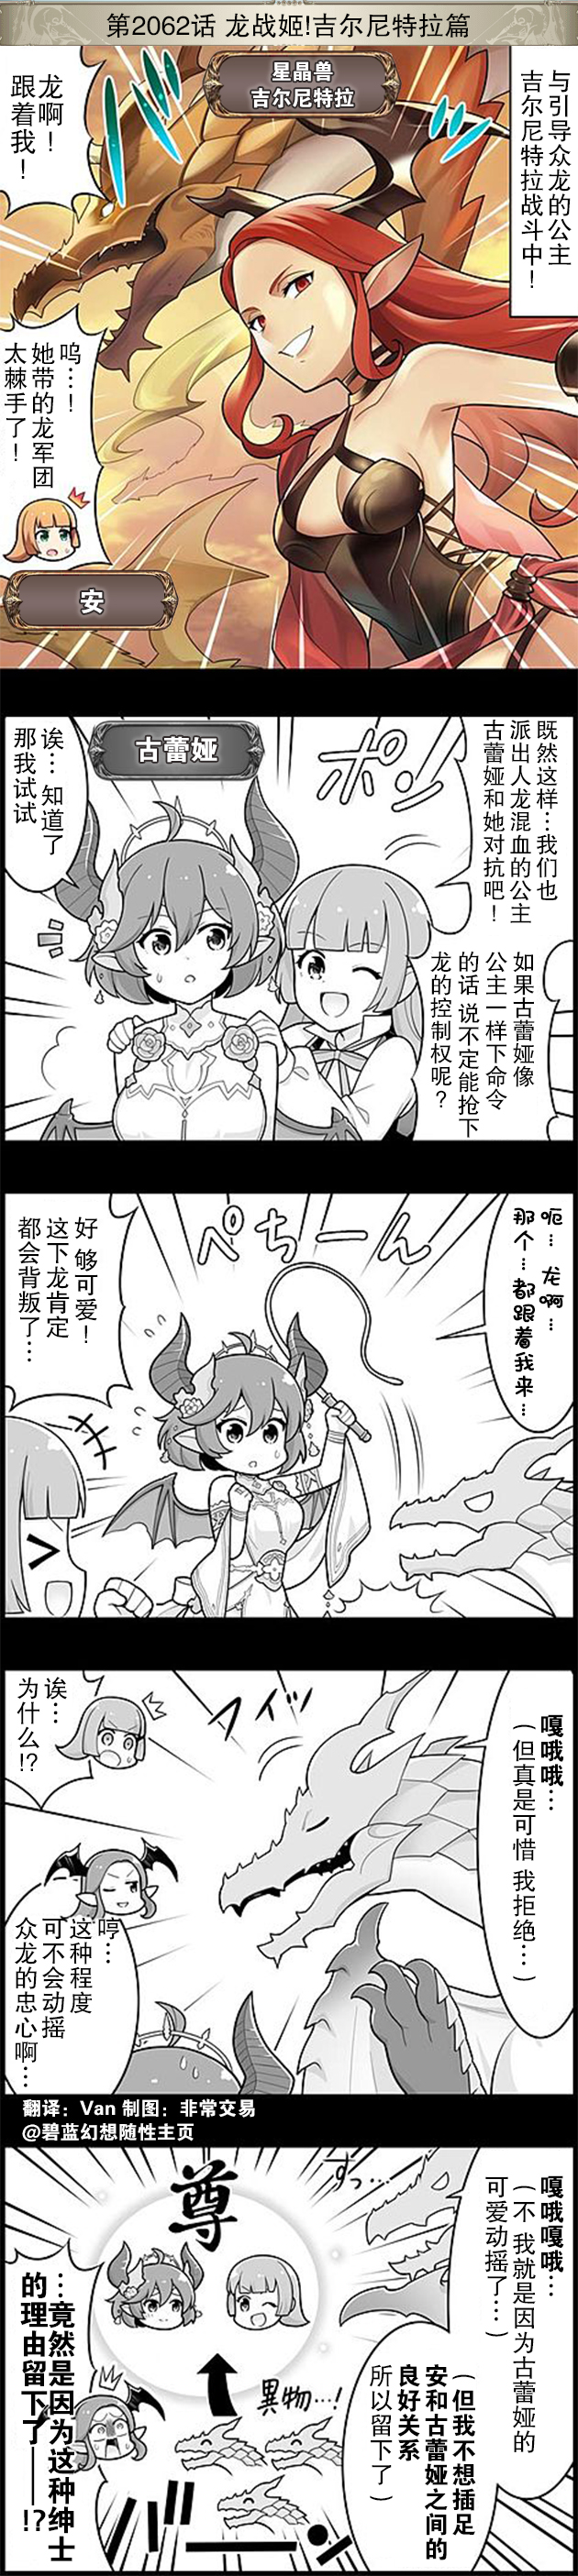 第2062话 龙战姬!吉尔尼特拉篇
与引导众龙的公主
吉尔尼特拉战斗中！
星晶兽
吉尔尼特拉
龙啊！
跟着我！
呜…！
她带的龙军团
太棘手了！
安
既然这样…我们也
派出人龙混血的公主
古蕾娅和她对抗吧！
如果古蕾娅像
公主一样下命令
的话 说不定能抢下
龙的控制权呢？
ポン
古蕾娅
诶… 知道了
那我试试
呃… 龙啊…
那个…都跟着我来…
ぺちーん
好 够可爱！
这下龙肯定
都会背叛了…
嘎哦哦…
（但真是可惜 我拒绝…）
フイッ
诶…
为什么!?
哼…
这种程度
可不会动摇
众龙的忠心啊…
翻译：Van 制图：非常交易
@碧蓝幻想随性主页
嘎哦嘎哦…
（不 我就是因为古蕾娅的
可爱动摇了…）
すっ…
（但我不想插足
安和古蕾娅之间的
良好关系
所以留下了）
尊
異物…!
…竟然是因为这种绅士
的理由留下了——!?